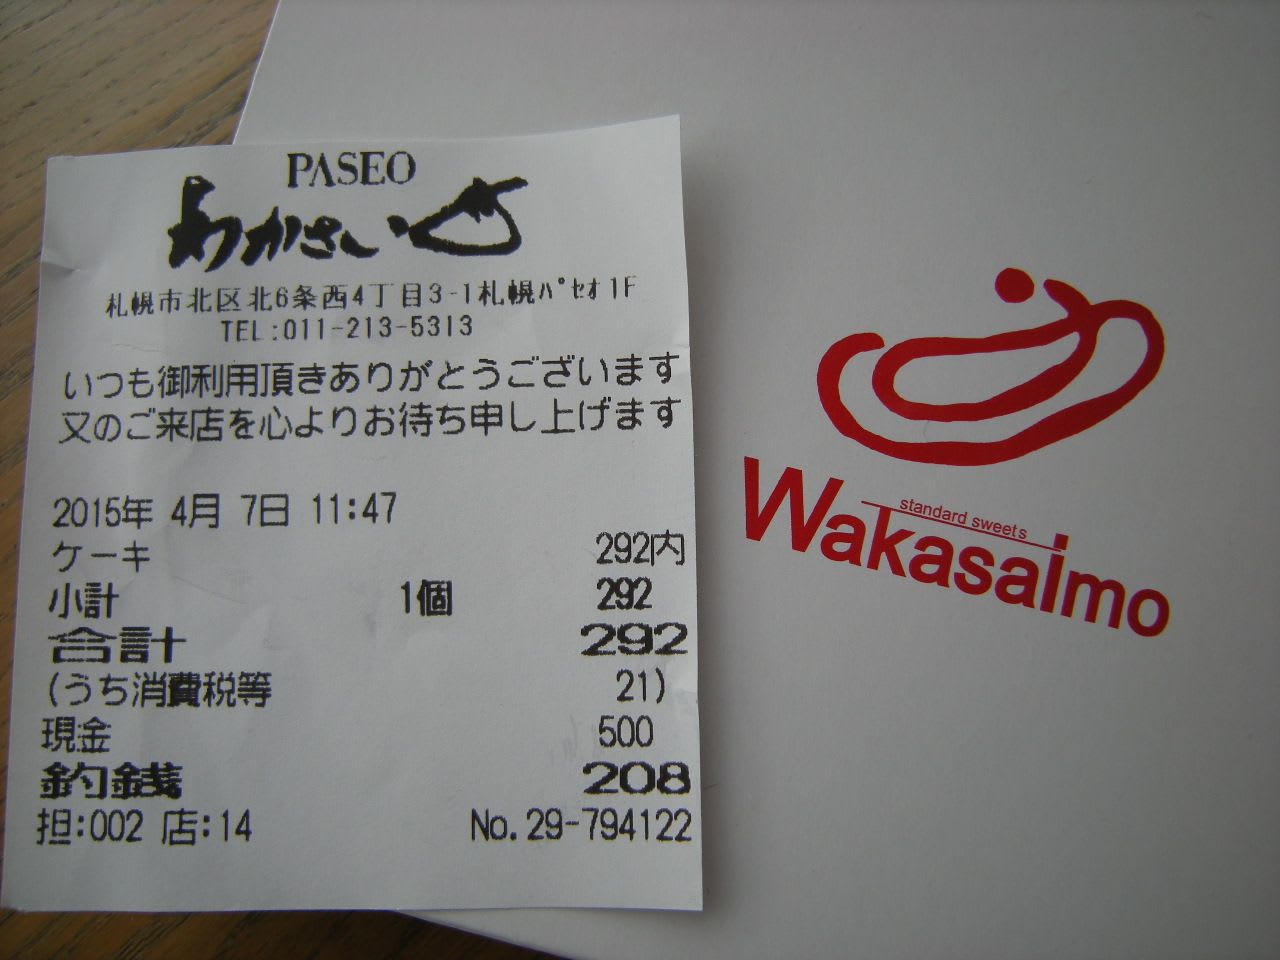 PASEO
わかさいも
札幌市北区北6条西4丁目3-1札幌ﾊﾟｾｵ1F
TEL:011-213-5313
いつも御利用頂きありがとうございます
又のご来店を心よりお待ち申し上げます
2015年 4月 7日 11:47
ケーキ 292内
小計 1個 292
合計 292
(うち消費税等 21)
現金 500
釣銭 208
担:002 店:14 No.29-794122
standard sweets
Wakasaimo